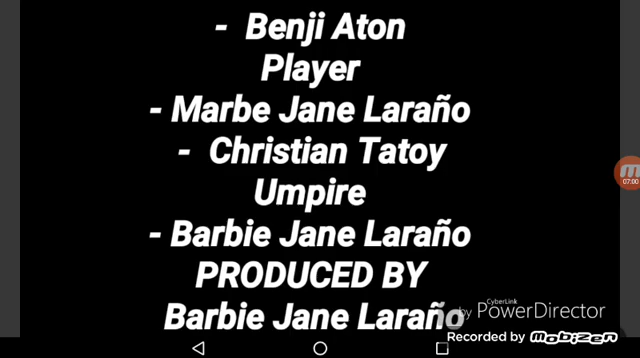 - Benji Aton
Player
- Marbe Jane Laraño
- Christian Tatoy
Umpire
- Barbie Jane Laraño
PRODUCED BY
Barbie Jane Laraño
CyberLink
by PowerDirector
Recorded by Mobizen
M
07:00